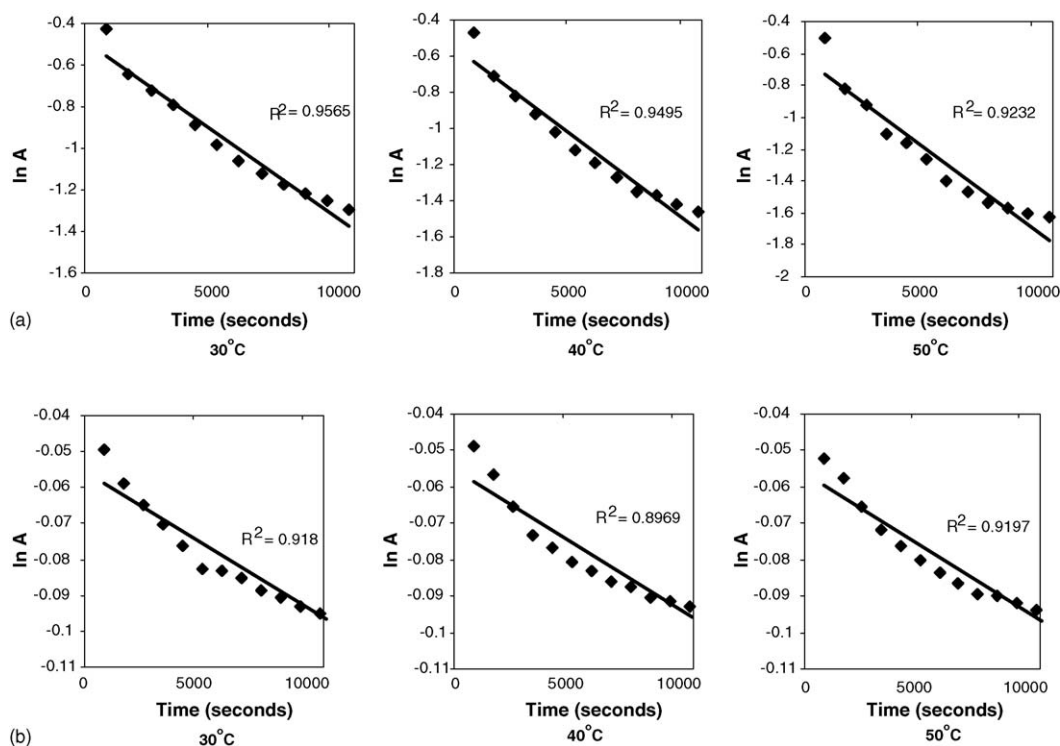 -0.4
-0.6
-0.8
-1
-1.2
-1.4
-1.6
ln A
R2 = 0.9565
0
5000
10000
Time (seconds)
30°C
-0.4
-0.6
-0.8
-1
-1.2
-1.4
-1.6
-1.8
ln A
R2 = 0.9495
0
5000
10000
Time (seconds)
40°C
-0.4
-0.6
-0.8
-1
-1.2
-1.4
-1.6
-1.8
-2
ln A
R2 = 0.9232
0
5000
10000
Time (seconds)
50°C
(a)
-0.04
-0.05
-0.06
-0.07
-0.08
-0.09
-0.1
-0.11
ln A
R2 = 0.918
0
5000
10000
Time (seconds)
30°C
-0.04
-0.05
-0.06
-0.07
-0.08
-0.09
-0.1
-0.11
ln A
R2 = 0.8969
0
5000
10000
Time (seconds)
40°C
-0.04
-0.05
-0.06
-0.07
-0.08
-0.09
-0.1
-0.11
ln A
R2 = 0.9197
0
5000
10000
Time (seconds)
50°C
(b)